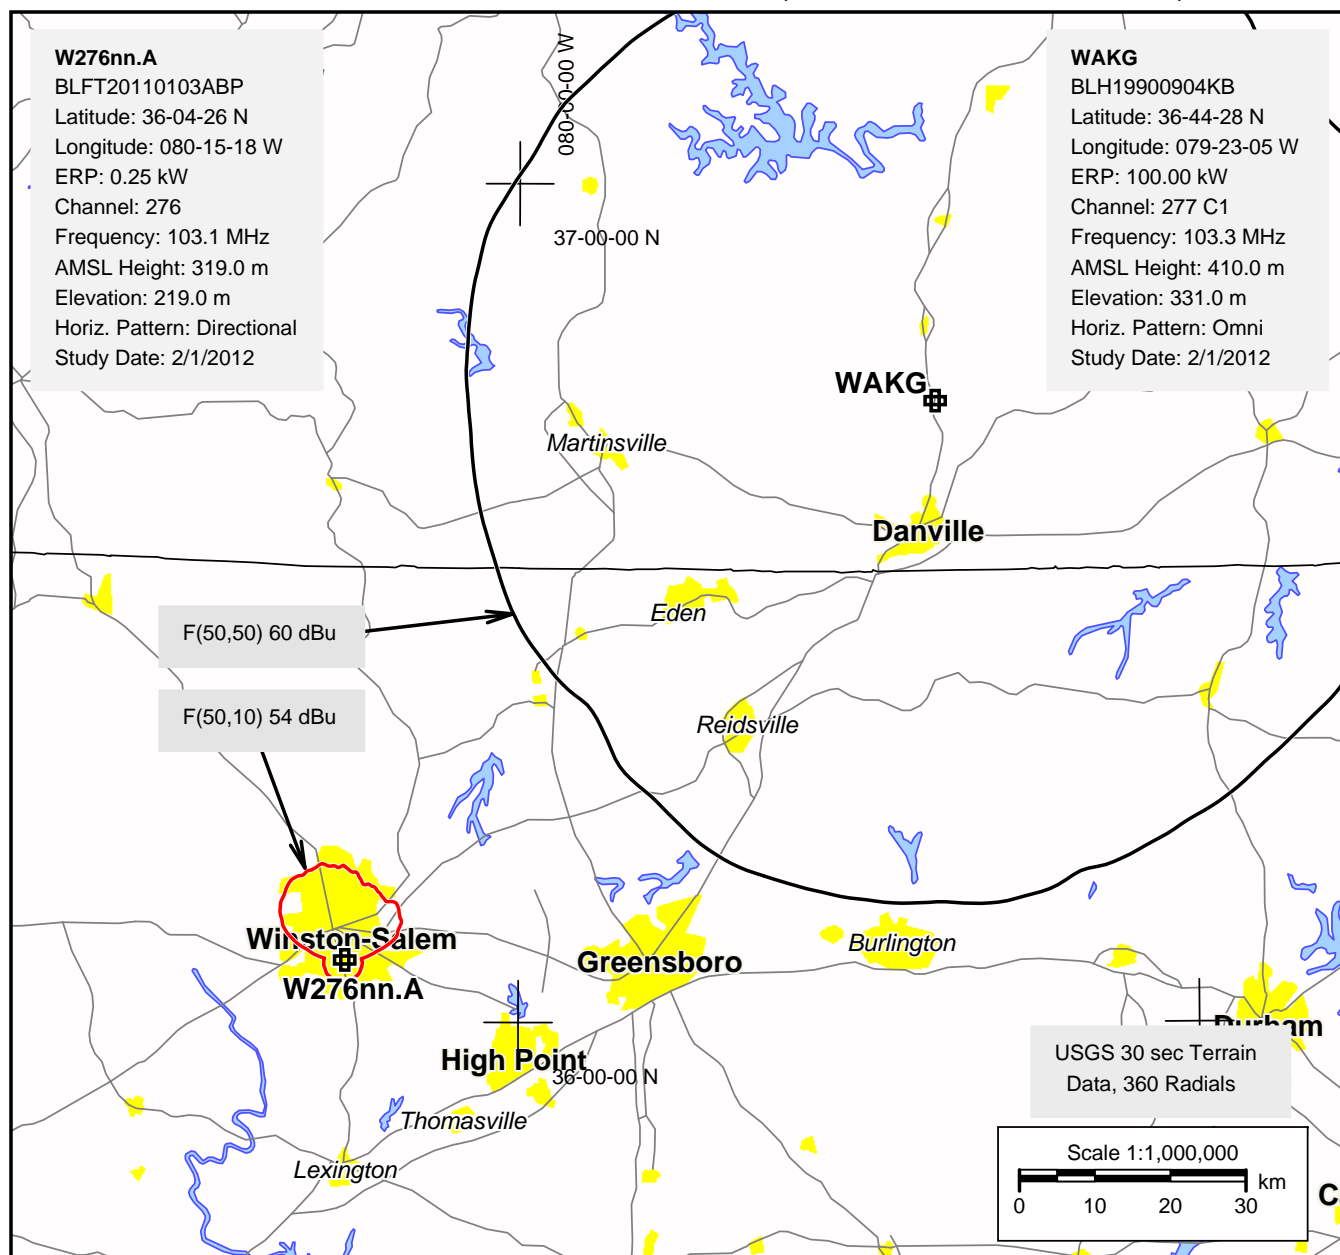 W276nn.A
BLFT20110103ABP
Latitude: 36-04-26 N
Longitude: 080-15-18 W
ERP: 0.25 kW
Channel: 276
Frequency: 103.1 MHz
AMSL Height: 319.0 m
Elevation: 219.0 m
Horiz. Pattern: Directional
Study Date: 2/1/2012
080-00-00 W
37-00-00 N
WAKG
BLH19900904KB
Latitude: 36-44-28 N
Longitude: 079-23-05 W
ERP: 100.00 kW
Channel: 277 C1
Frequency: 103.3 MHz
AMSL Height: 410.0 m
Elevation: 331.0 m
Horiz. Pattern: Omni
Study Date: 2/1/2012
WAKG
Martinsville
Danville
Eden
F(50,50) 60 dBu
F(50,10) 54 dBu
Reidsville
Winston-Salem
Greensboro
Burlington
W276nn.A
Durham
High Point
36-00-00 N
USGS 30 sec Terrain
Data, 360 Radials
Thomasville
Lexington
Scale 1:1,000,000
km
0 10 20 30